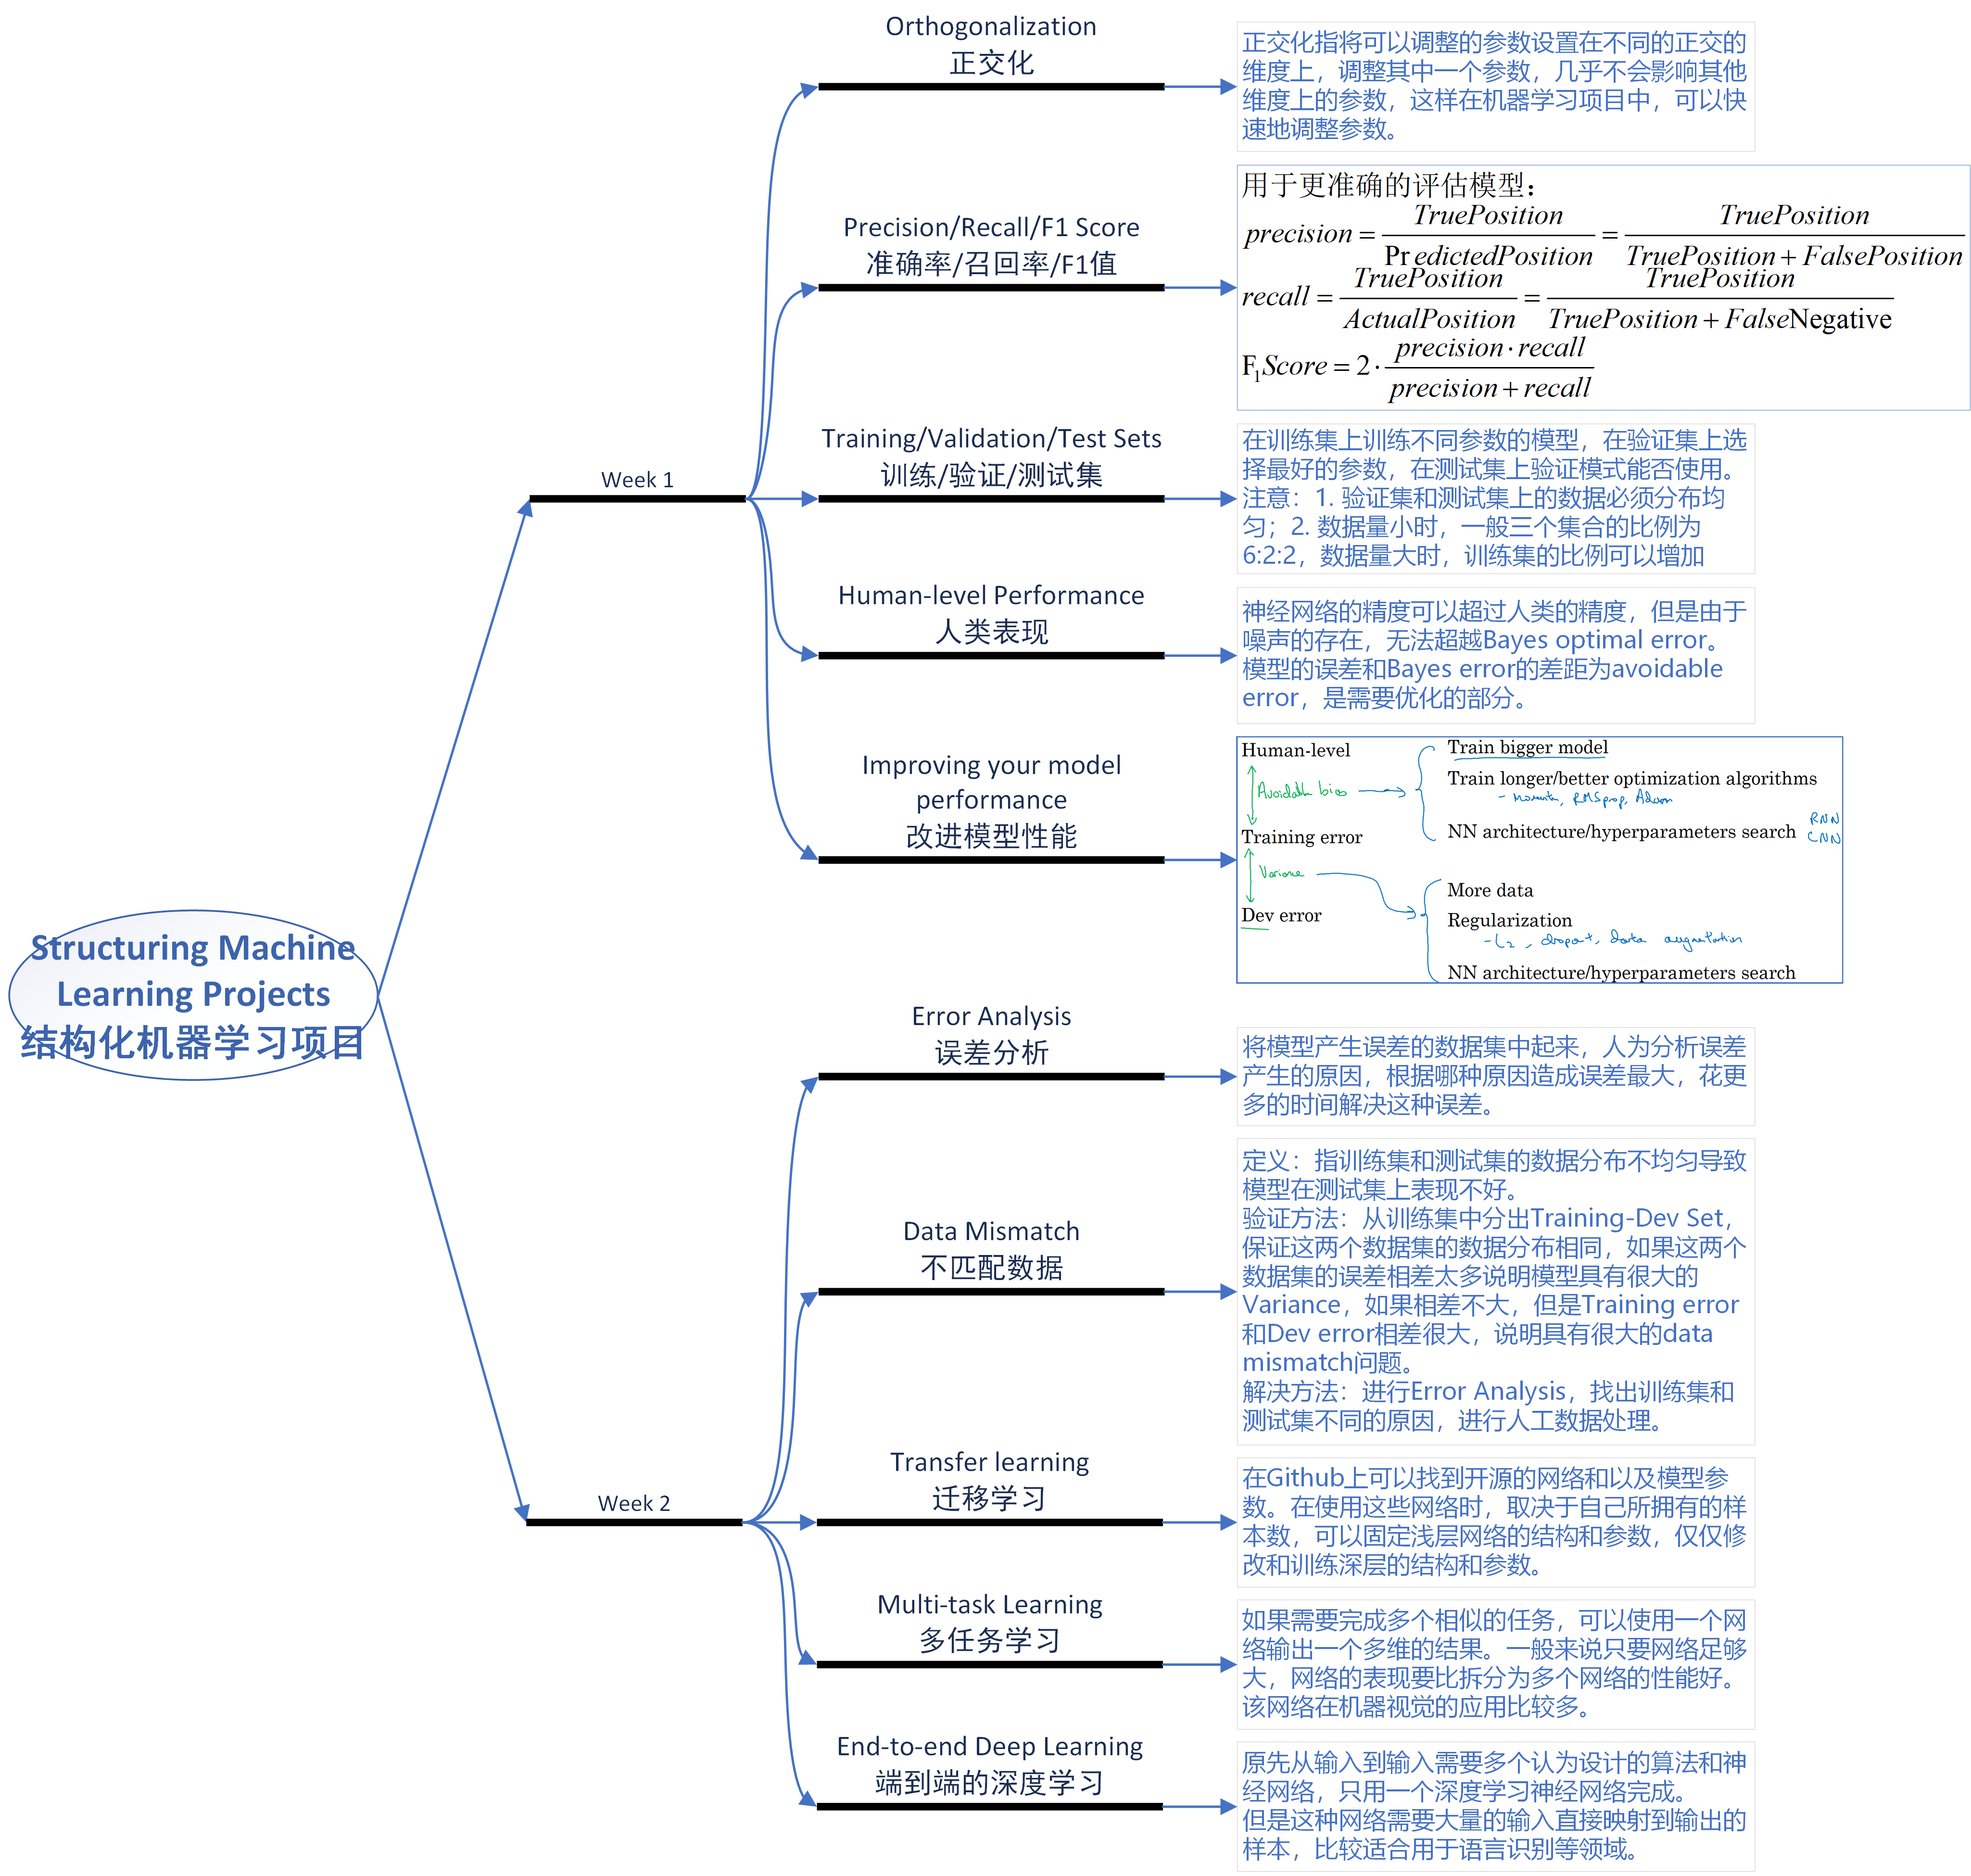 Structuring Machine
Learning Projects
结构化机器学习项目
Week 1
Orthogonalization
正交化
正交化指将可以调整的参数设置在不同的正交的
维度上，调整其中一个参数，几乎不会影响其他
维度上的参数，这样在机器学习项目中，可以快
速地调整参数。
Precision/Recall/F1 Score
准确率/召回率/F1值
用于更准确的评估模型：
precision = TruePosition / PredictedPosition = TruePosition / TruePosition + FalsePosition
recall = TruePosition / ActualPosition = TruePosition / TruePosition + FalseNegative
F1Score = 2 · precision · recall / precision + recall
Training/Validation/Test Sets
训练/验证/测试集
在训练集上训练不同参数的模型，在验证集上选
择最好的参数，在测试集上验证模式能否使用。
注意：1. 验证集和测试集上的数据必须分布均
匀；2. 数据量小时，一般三个集合的比例为
6:2:2，数据量大时，训练集的比例可以增加
Human-level Performance
人类表现
神经网络的精度可以超过人类的精度，但是由于
噪声的存在，无法超越Bayes optimal error。
模型的误差和Bayes error的差距为avoidable
error，是需要优化的部分。
Improving your model
performance
改进模型性能
Human-level
Avoidable bias
Training error
Variance
Dev error
Train bigger model
Train longer/better optimization algorithms
- momentum, RMSprop, Adam
NN architecture/hyperparameters search
RNN
CNN
More data
Regularization
- L2, dropout, data augmentation
NN architecture/hyperparameters search
Week 2
Error Analysis
误差分析
将模型产生误差的数据集中起来，人为分析误差
产生的原因，根据哪种原因造成误差最大，花更
多的时间解决这种误差。
Data Mismatch
不匹配数据
定义：指训练集和测试集的数据分布不均匀导致
模型在测试集上表现不好。
验证方法：从训练集中分出Training-Dev Set，
保证这两个数据集的数据分布相同，如果这两个
数据集的误差相差太多说明模型具有很大的
Variance，如果相差不大，但是Training error
和Dev error相差很大，说明具有很大的data
mismatch问题。
解决方法：进行Error Analysis，找出训练集和
测试集不同的原因，进行人工数据处理。
Transfer learning
迁移学习
在Github上可以找到开源的网络和以及模型参
数。在使用这些网络时，取决于自己所拥有的样
本数，可以固定浅层网络的结构和参数，仅仅修
改和训练深层的结构和参数。
Multi-task Learning
多任务学习
如果需要完成多个相似的任务，可以使用一个网
络输出一个多维的结果。一般来说只要网络足够
大，网络的表现要比拆分为多个网络的性能好。
该网络在机器视觉的应用比较多。
End-to-end Deep Learning
端到端的深度学习
原先从输入到输入需要多个认为设计的算法和神
经网络，只用一个深度学习神经网络完成。
但是这种网络需要大量的输入直接映射到输出的
样本，比较适合用于语言识别等领域。